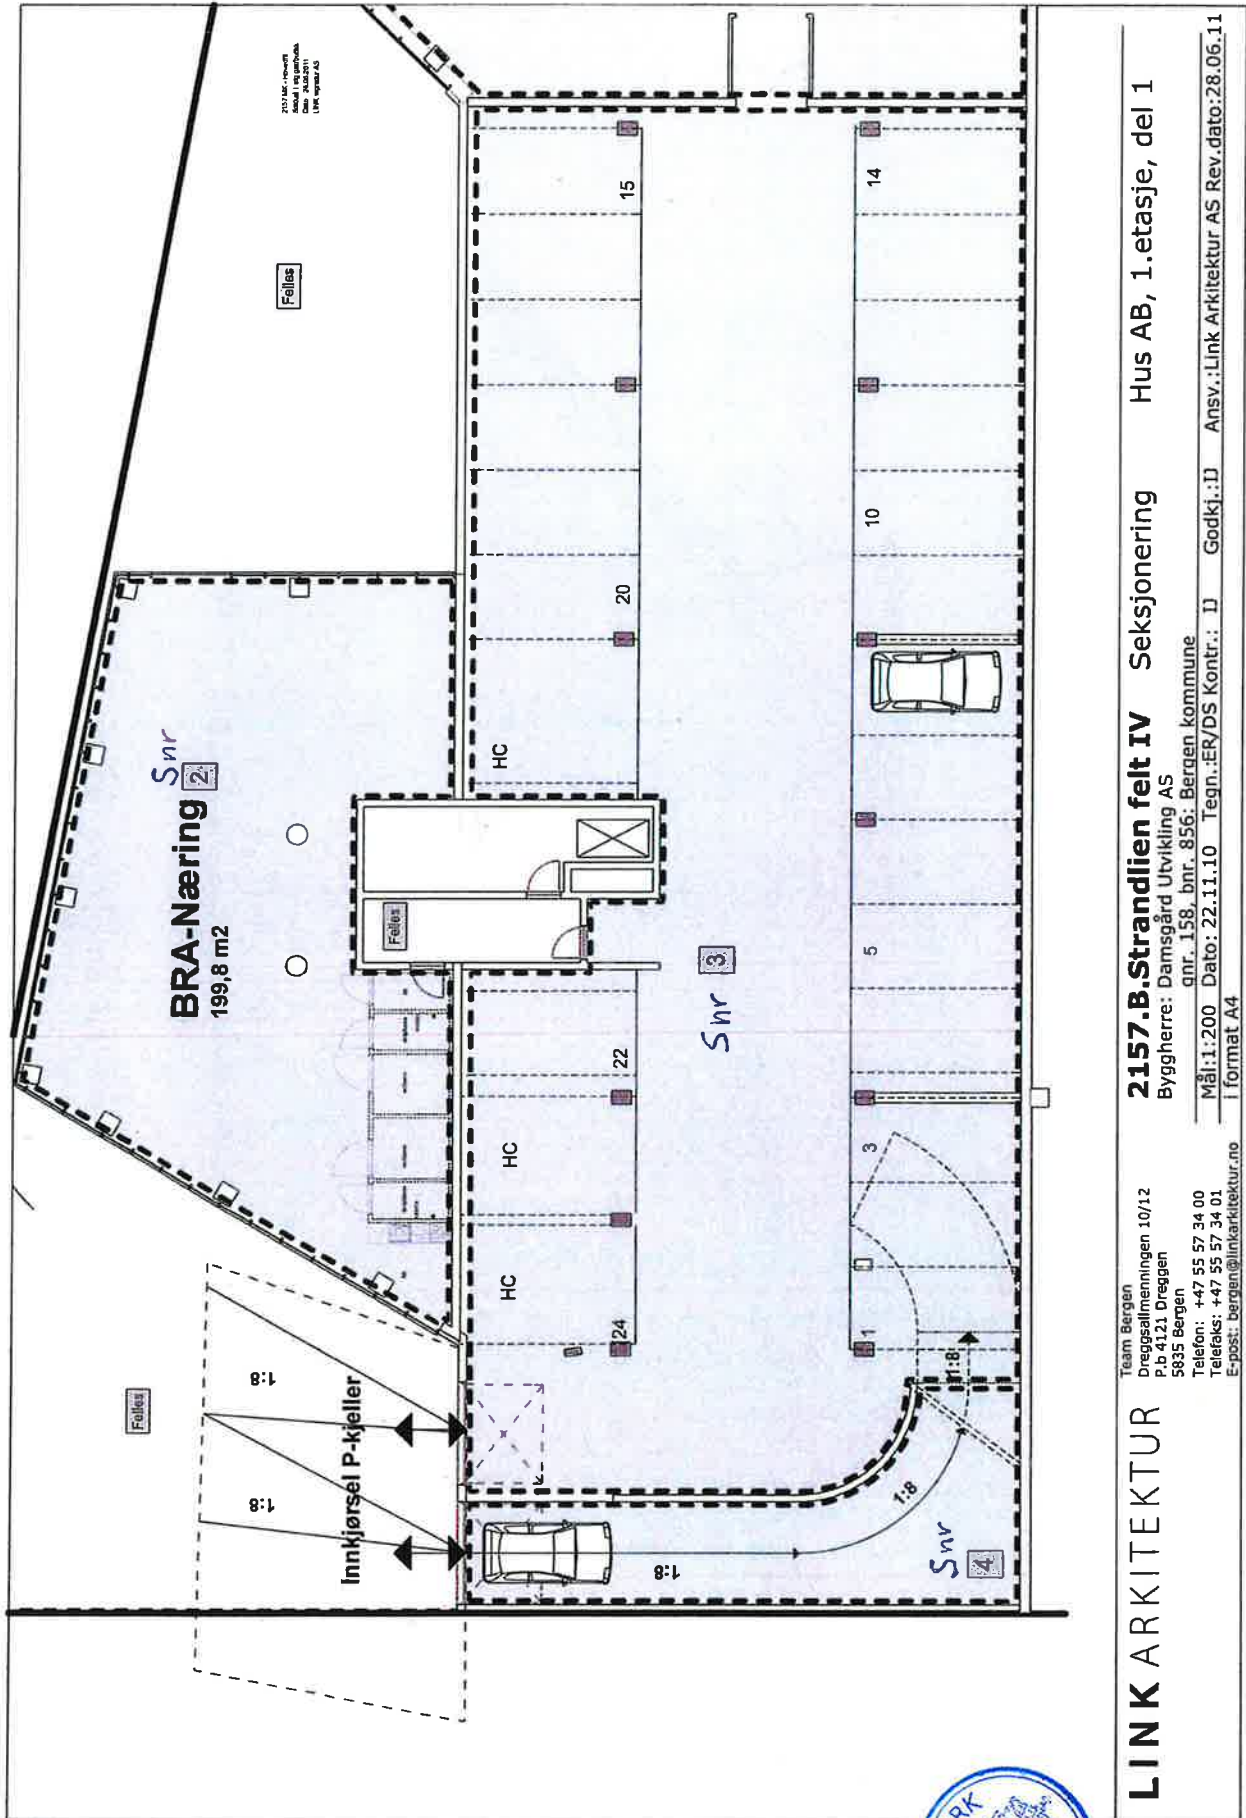 Felles
Snr
2
BRA-Næring
199,8 m2
Felles
Felles
1:8
1:8
Innkjørsel P-kjeller
15
20
HC
22
HC
HC
24
Snr 3
14
10
5
3
1
1:8
1:8
1:8
Snr
4
LINK ARKITEKTUR
Team Bergen
Dreggsallmenningen 10/12
P.b 4121 Dreggen
5835 Bergen
Telefon: +47 55 57 34 00
Telefaks: +47 55 57 34 01
E-post: bergen@linkarkitektur.no
2157.B.Strandlien felt IV Seksjonering Hus AB, 1.etasje, del 1
Byggherre: Damsgård Utvikling AS
gnr. 158, bnr. 856, Bergen kommune
Mål:1:200 Dato: 22.11.10 Tegn.:ER/DS Kontr.: IJ Godkj.:IJ Ansv.:Link Arkitektur AS Rev.dato:28.06.11
i format A4